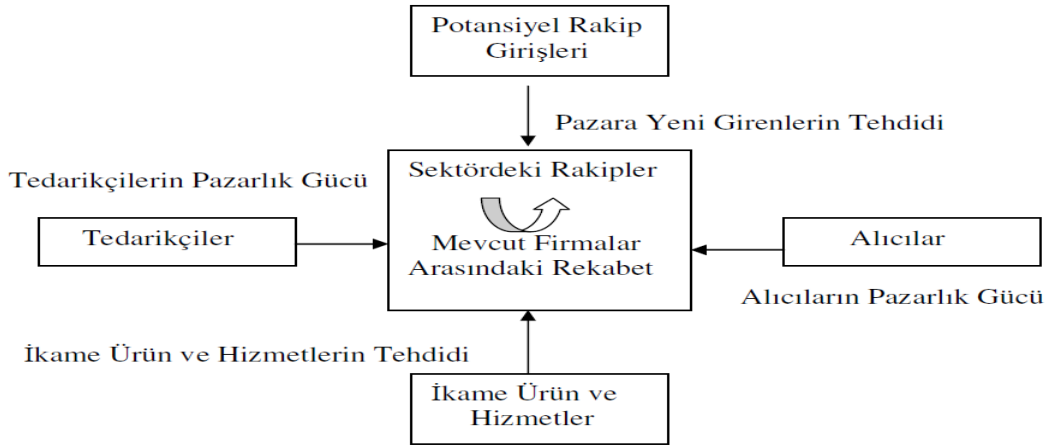 Potansiyel Rakip
Girişleri
Pazara Yeni Girenlerin Tehdidi
Tedarikçilerin Pazarlık Gücü
Sektördeki Rakipler
Tedarikçiler
Mevcut Firmalar
Arasındaki Rekabet
Alıcılar
Alıcıların Pazarlık Gücü
İkame Ürün ve Hizmetlerin Tehdidi
İkame Ürün ve
Hizmetler